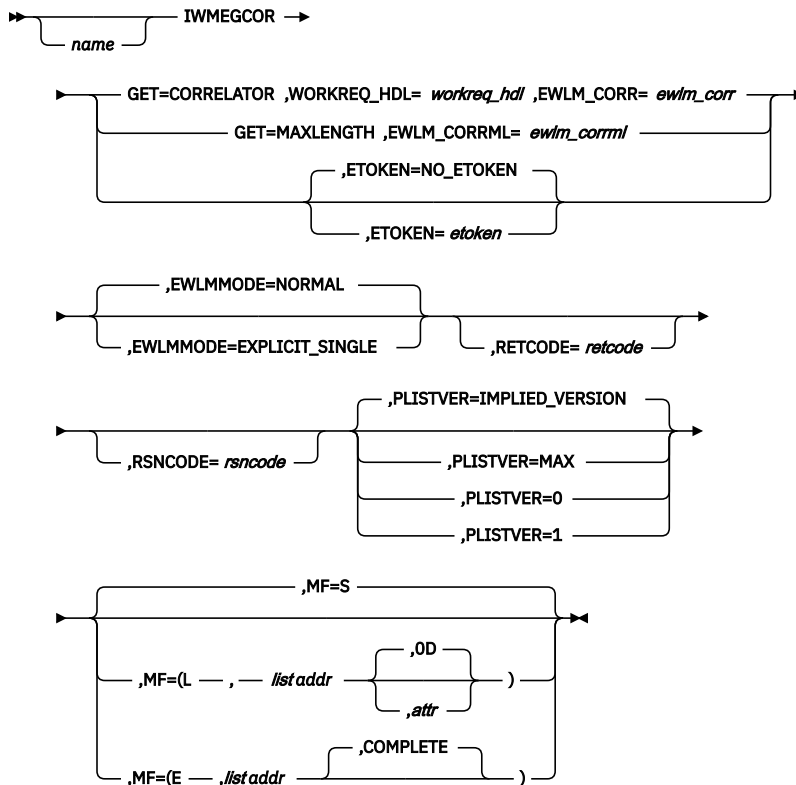 IWMEGCOR
name
GET=CORRELATOR ,WORKREQ_HDL= workreq_hdl ,EWLM_CORR= ewlm_corr
GET=MAXLENGTH ,EWLM_CORRML= ewlm_corrml
,ETOKEN=NO_ETOKEN
,ETOKEN= etoken
,EWLMMODE=NORMAL
,EWLMMODE=EXPLICIT_SINGLE
,RETCODE= retcode
,PLISTVER=IMPLIED_VERSION
,RSNCODE= rsncode
,PLISTVER=MAX
,PLISTVER=0
,PLISTVER=1
,MF=S
,MF=(L , list addr ,0D )
,attr
,MF=(E ,list addr ,COMPLETE )